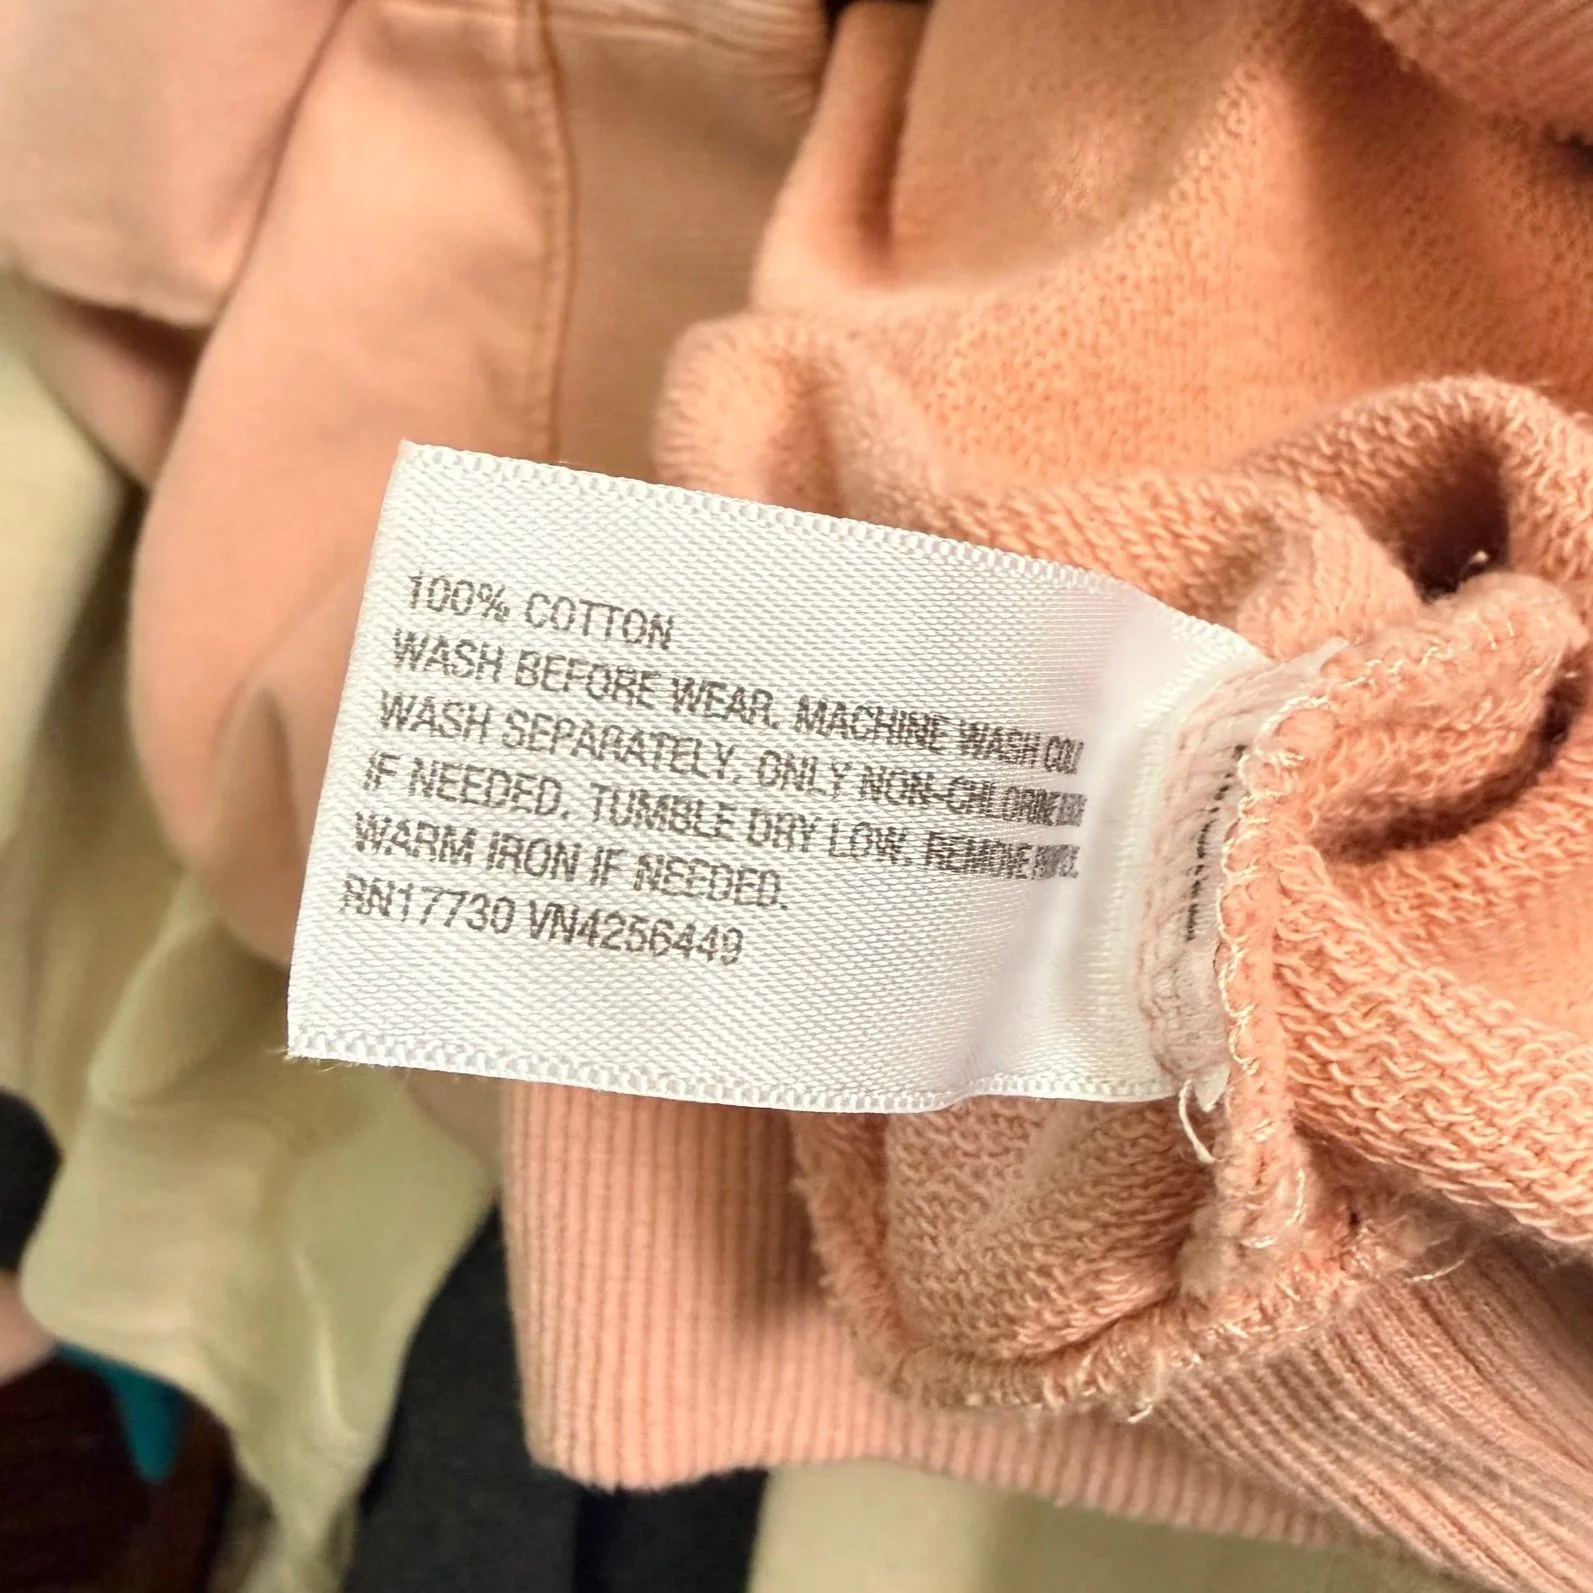 100% COTTON
WASH BEFORE WEAR. MACHINE WASH COL
WASH SEPARATELY. ONLY NON-CHLORINE
IF NEEDED. TUMBLE DRY LOW. REMOVE
WARM IRON IF NEEDED.
RN17730 VN4256449